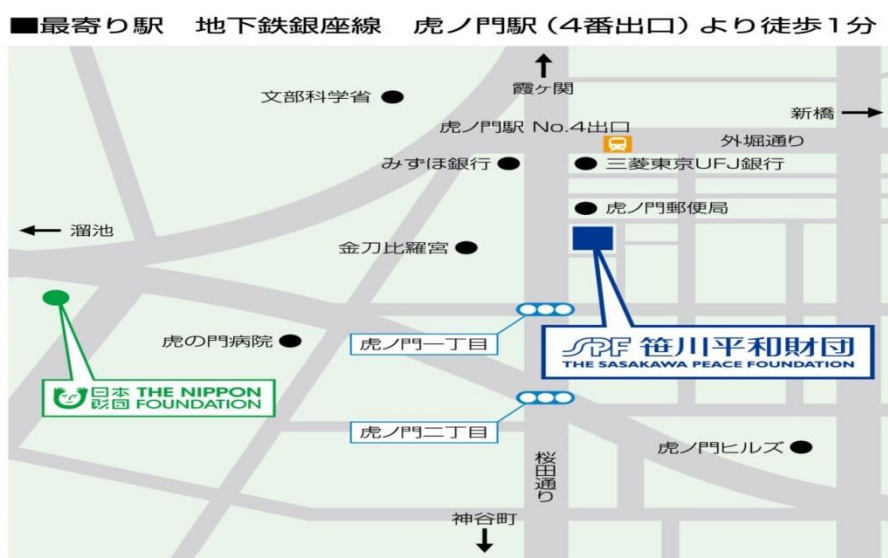 ■最寄り駅　地下鉄銀座線　虎ノ門駅（4番出口）より徒歩1分
霞ヶ関
文部科学省
新橋
虎ノ門駅 No.4出口
外堀通り
みずほ銀行
三菱東京UFJ銀行
虎ノ門郵便局
溜池
金刀比羅宮
虎の門病院
虎ノ門一丁目
SPF 笹川平和財団
THE SASAKAWA PEACE FOUNDATION
日本 THE NIPPON
財団 FOUNDATION
虎ノ門二丁目
虎ノ門ヒルズ
桜田通り
神谷町